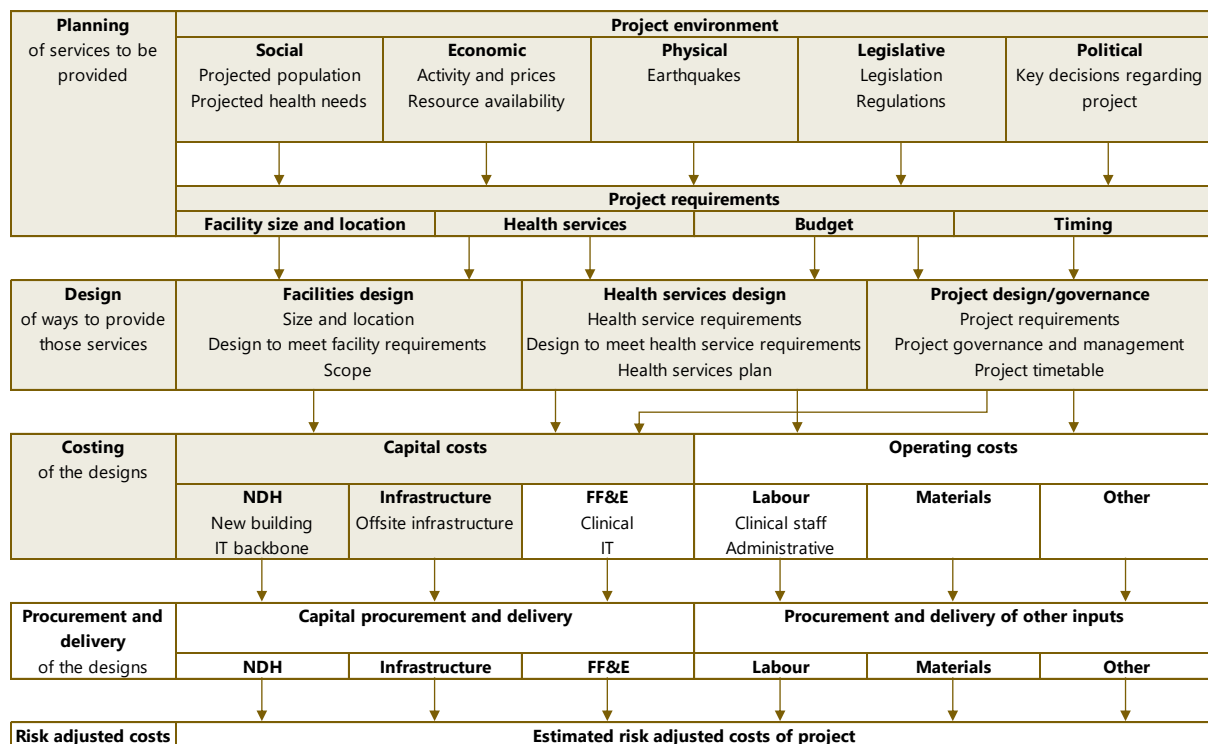 Planning
of services to be
provided
Project environment
Social
Projected population
Projected health needs
Economic
Activity and prices
Resource availability
Physical
Earthquakes
Legislative
Legislation
Regulations
Political
Key decisions regarding
project
Project requirements
Facility size and location
Health services
Budget
Timing
Design
of ways to provide
those services
Facilities design
Size and location
Design to meet facility requirements
Scope
Health services design
Health service requirements
Design to meet health service requirements
Health services plan
Project design/governance
Project requirements
Project governance and management
Project timetable
Costing
of the designs
Capital costs
Operating costs
NDH
New building
IT backbone
Infrastructure
Offsite infrastructure
FF&E
Clinical
IT
Labour
Clinical staff
Administrative
Materials
Other
Procurement and
delivery
of the designs
Capital procurement and delivery
Procurement and delivery of other inputs
NDH
Infrastructure
FF&E
Labour
Materials
Other
Risk adjusted costs
Estimated risk adjusted costs of project